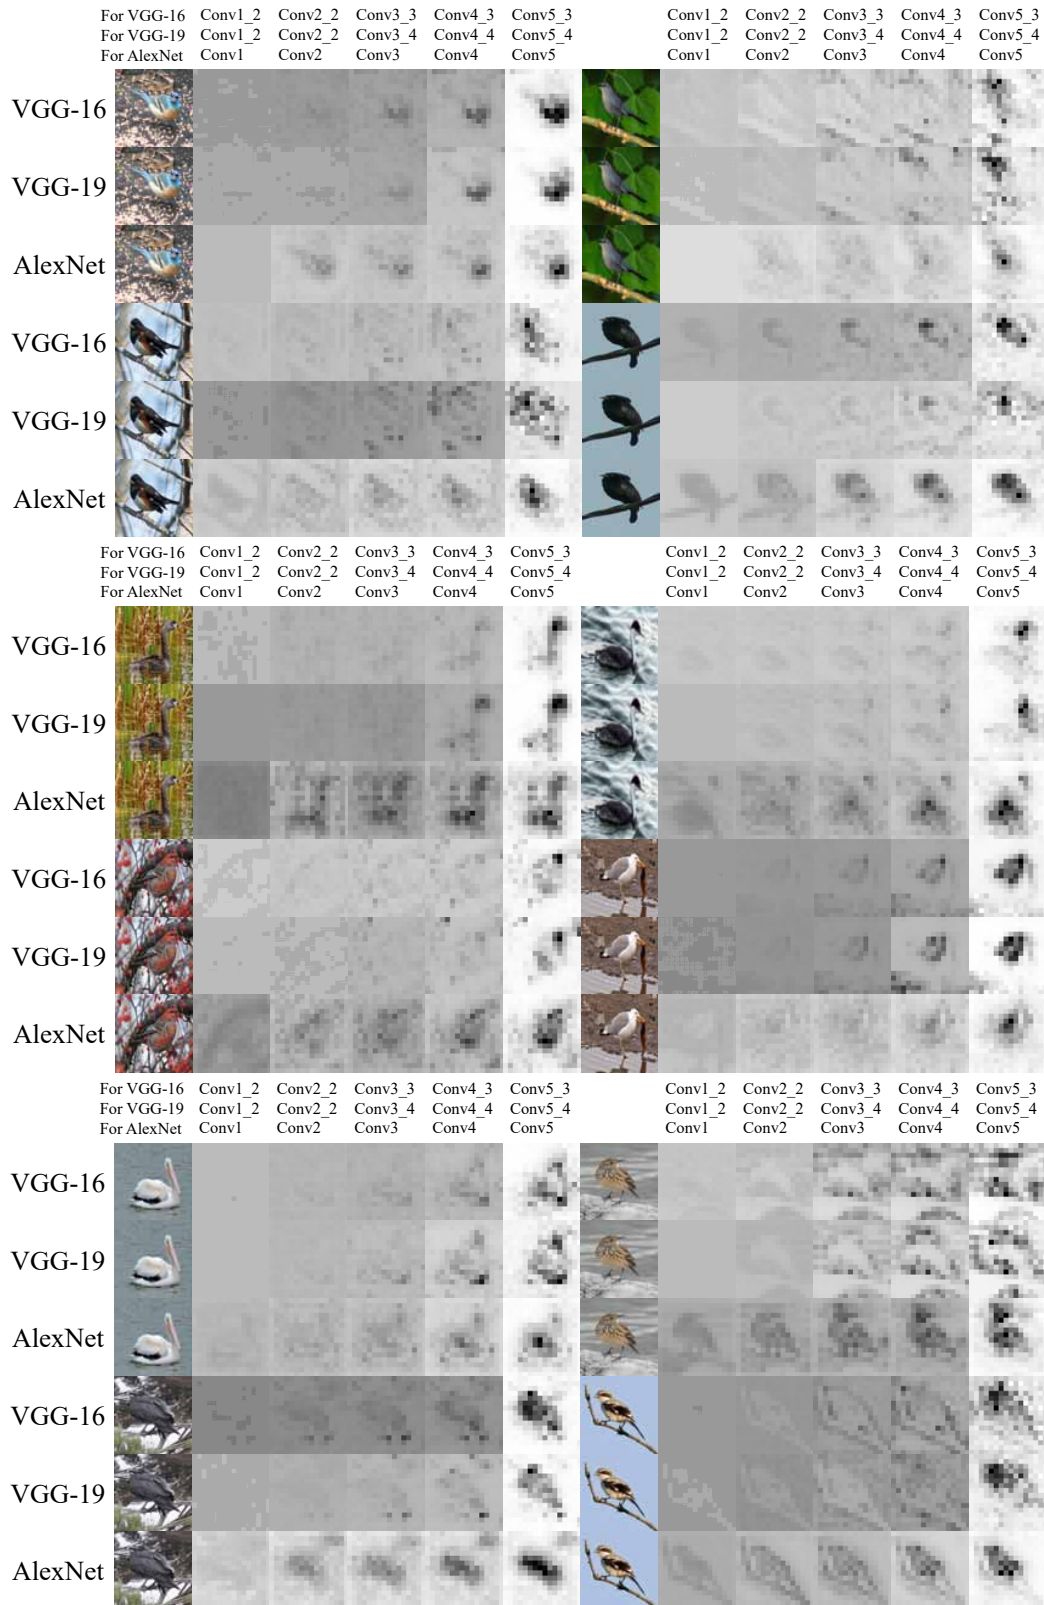 For VGG-16 Conv1_2 Conv2_2 Conv3_3 Conv4_3 Conv5_3 Conv1_2 Conv2_2 Conv3_3 Conv4_3 Conv5_3
For VGG-19 Conv1_2 Conv2_2 Conv3_4 Conv4_4 Conv5_4 Conv1_2 Conv2_2 Conv3_4 Conv4_4 Conv5_4
For AlexNet Conv1 Conv2 Conv3 Conv4 Conv5 Conv1 Conv2 Conv3 Conv4 Conv5
VGG-16
VGG-19
AlexNet
VGG-16
VGG-19
AlexNet
For VGG-16 Conv1_2 Conv2_2 Conv3_3 Conv4_3 Conv5_3 Conv1_2 Conv2_2 Conv3_3 Conv4_3 Conv5_3
For VGG-19 Conv1_2 Conv2_2 Conv3_4 Conv4_4 Conv5_4 Conv1_2 Conv2_2 Conv3_4 Conv4_4 Conv5_4
For AlexNet Conv1 Conv2 Conv3 Conv4 Conv5 Conv1 Conv2 Conv3 Conv4 Conv5
VGG-16
VGG-19
AlexNet
VGG-16
VGG-19
AlexNet
For VGG-16 Conv1_2 Conv2_2 Conv3_3 Conv4_3 Conv5_3 Conv1_2 Conv2_2 Conv3_3 Conv4_3 Conv5_3
For VGG-19 Conv1_2 Conv2_2 Conv3_4 Conv4_4 Conv5_4 Conv1_2 Conv2_2 Conv3_4 Conv4_4 Conv5_4
For AlexNet Conv1 Conv2 Conv3 Conv4 Conv5 Conv1 Conv2 Conv3 Conv4 Conv5
VGG-16
VGG-19
AlexNet
VGG-16
VGG-19
AlexNet